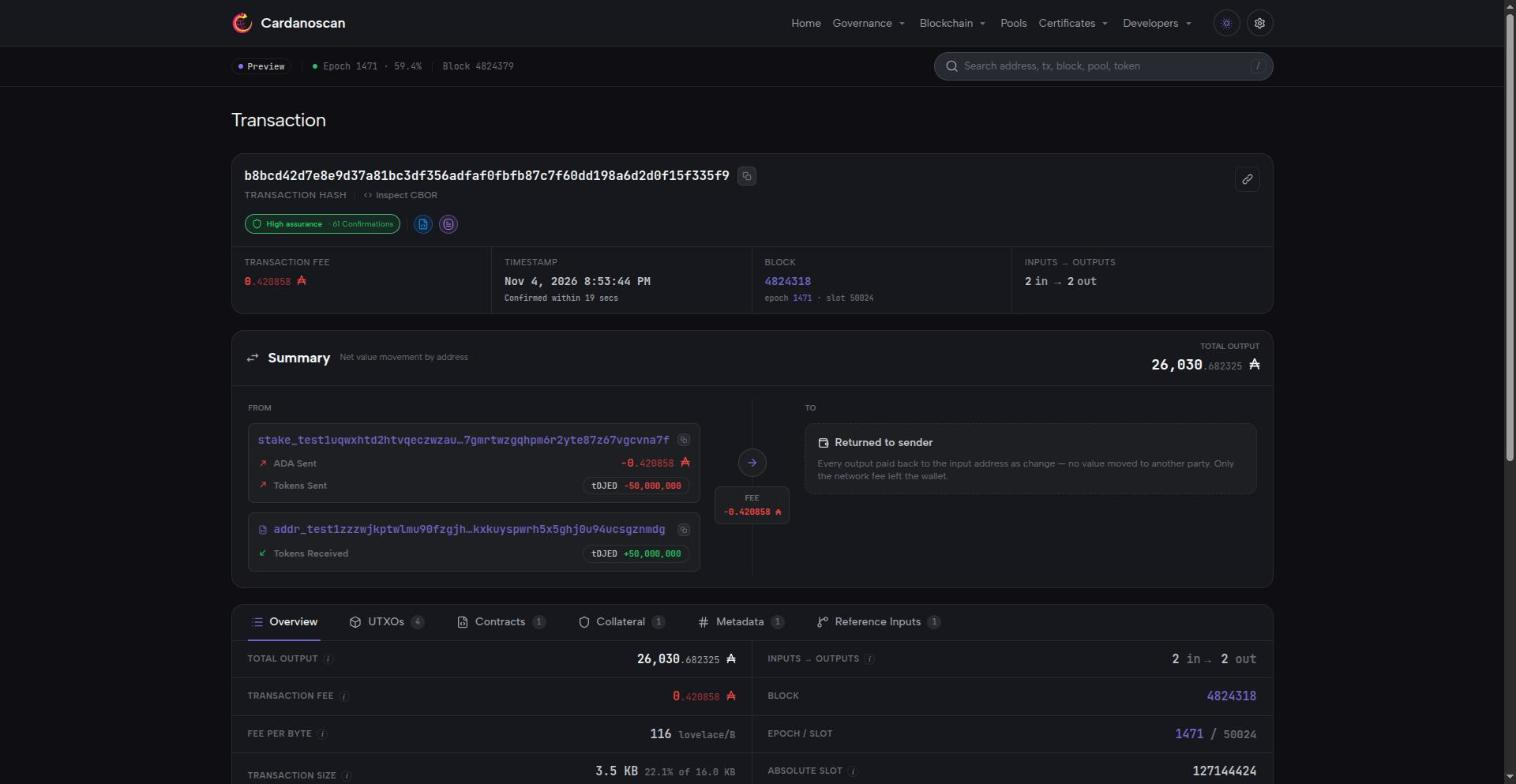 Cardanoscan
Home Governance Blockchain Pools Certificates Developers
Preview Epoch 1471 · 59.4% Block 4824379
Search address, tx, block, pool, token /
Transaction
b8bcd42d7e8e9d37a81bc3df356adfaf0fbfb87c7f60dd198a6d2d0f15f335f9
TRANSACTION HASH <> Inspect CBOR
High assurance · 61 Confirmations
TRANSACTION FEE
0.420858 ₳
TIMESTAMP
Nov 4, 2026 8:53:44 PM
Confirmed within 19 secs
BLOCK
4824318
epoch 1471 · slot 50024
INPUTS → OUTPUTS
2 in → 2 out
Summary Net value movement by address
TOTAL OUTPUT
26,030.682325 ₳
FROM
stake_test1uqwxhtd2htvqeczwzau…7gmrtwzgqhpm6r2yte87z67vgcvna7f
ADA Sent -0.420858 ₳
Tokens Sent tDJED -50,000,000
addr_test1zzzwjkptwlmu90fzgjh…kxkuyspwrh5x5ghj0u94ucsgznmdg
Tokens Received tDJED +50,000,000
FEE
-0.420858 ₳
TO
Returned to sender
Every output paid back to the input address as change — no value moved to another party. Only
the network fee left the wallet.
Overview UTXOs 4 Contracts 1 Collateral 1 Metadata 1 Reference Inputs 1
TOTAL OUTPUT i 26,030.682325 ₳
INPUTS → OUTPUTS i 2 in → 2 out
TRANSACTION FEE i 0.420858 ₳
BLOCK 4824318
FEE PER BYTE i 116 lovelace/B
EPOCH / SLOT 1471 / 50024
TRANSACTION SIZE i 3.5 KB 22.1% of 16.0 KB
ABSOLUTE SLOT i 127144424